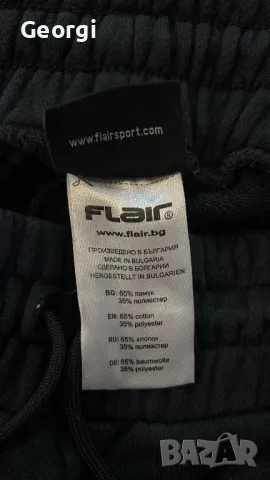 Georgi
www.flairsport.com
FLAIR®
www.flair.bg
ПРОИЗВЕДЕНО В БЪЛГАРИЯ
MADE IN BULGARIA
СДЕЛАНО В БОЛГАРИИ
HERGESTELLT IN BULGARIEN
BG: 65% памук
35% полиестер
EN: 65% cotton
35% polyester
RU: 65% хлопок
35% полиэстер
DE: 65% baumwolle
35% polyester
BAZAR